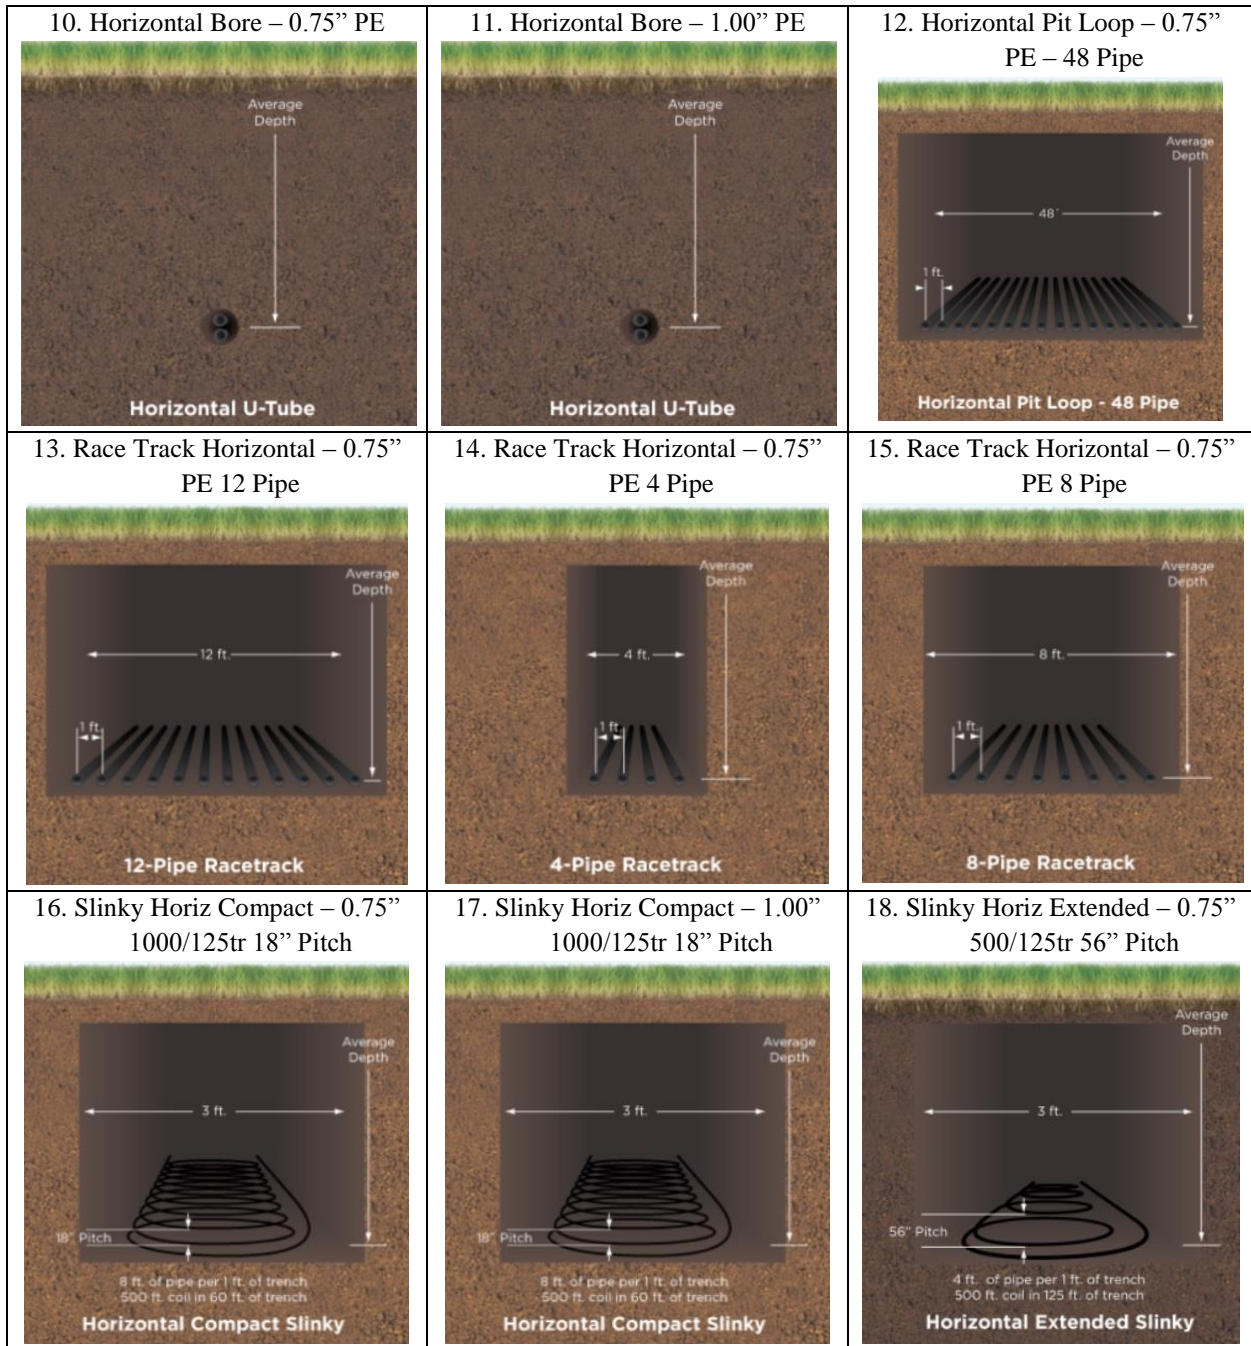 10. Horizontal Bore – 0.75” PE
Average
Depth
Horizontal U-Tube
11. Horizontal Bore – 1.00” PE
Average
Depth
Horizontal U-Tube
12. Horizontal Pit Loop – 0.75”
PE – 48 Pipe
Average
Depth
48'
1 ft.
Horizontal Pit Loop - 48 Pipe
13. Race Track Horizontal – 0.75”
PE 12 Pipe
Average
Depth
12 ft.
1 ft.
12-Pipe Racetrack
14. Race Track Horizontal – 0.75”
PE 4 Pipe
Average
Depth
4 ft.
1 ft.
4-Pipe Racetrack
15. Race Track Horizontal – 0.75”
PE 8 Pipe
Average
Depth
8 ft.
1 ft.
8-Pipe Racetrack
16. Slinky Horiz Compact – 0.75”
1000/125tr 18” Pitch
Average
Depth
3 ft.
18" Pitch
8 ft. of pipe per 1 ft. of trench
500 ft. coil in 60 ft. of trench
Horizontal Compact Slinky
17. Slinky Horiz Compact – 1.00”
1000/125tr 18” Pitch
Average
Depth
3 ft.
18" Pitch
8 ft. of pipe per 1 ft. of trench
500 ft. coil in 60 ft. of trench
Horizontal Compact Slinky
18. Slinky Horiz Extended – 0.75”
500/125tr 56” Pitch
Average
Depth
3 ft.
56" Pitch
4 ft. of pipe per 1 ft. of trench
500 ft. coil in 125 ft. of trench
Horizontal Extended Slinky